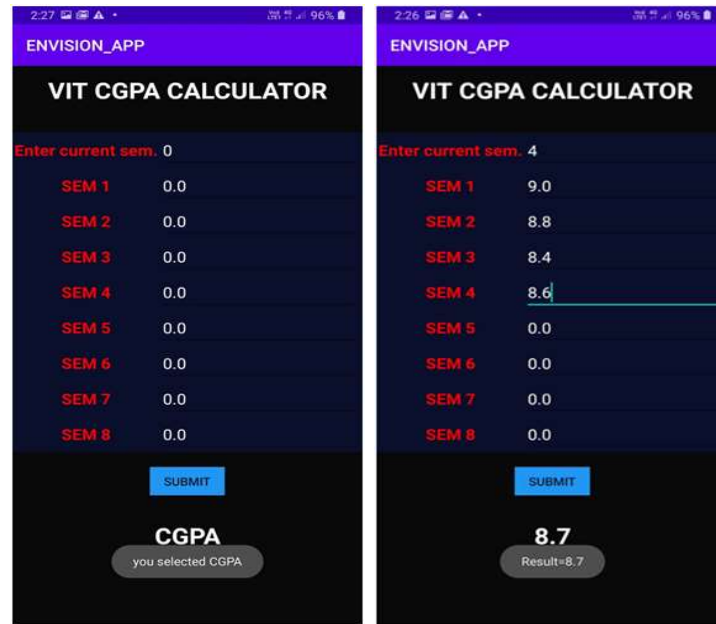 2:27 96%
ENVISION_APP
VIT CGPA CALCULATOR
Enter current sem. 0
SEM 1 0.0
SEM 2 0.0
SEM 3 0.0
SEM 4 0.0
SEM 5 0.0
SEM 6 0.0
SEM 7 0.0
SEM 8 0.0
SUBMIT
CGPA
you selected CGPA
2:26 96%
ENVISION_APP
VIT CGPA CALCULATOR
Enter current sem. 4
SEM 1 9.0
SEM 2 8.8
SEM 3 8.4
SEM 4 8.6
SEM 5 0.0
SEM 6 0.0
SEM 7 0.0
SEM 8 0.0
SUBMIT
8.7
Result=8.7